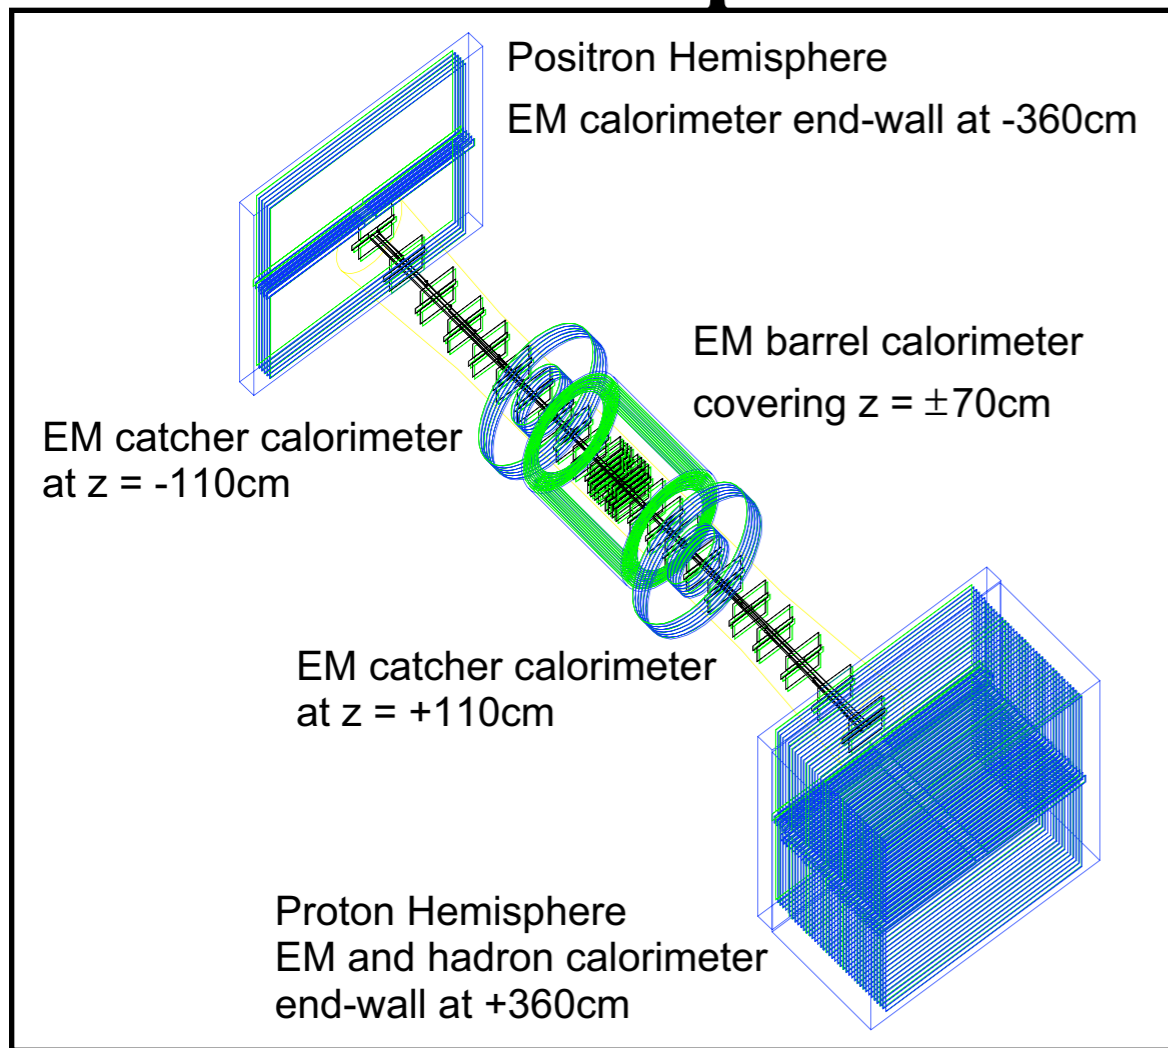 Positron Hemisphere
EM calorimeter end-wall at -360cm
EM barrel calorimeter
covering z = ±70cm
EM catcher calorimeter
at z = -110cm
EM catcher calorimeter
at z = +110cm
Proton Hemisphere
EM and hadron calorimeter
end-wall at +360cm